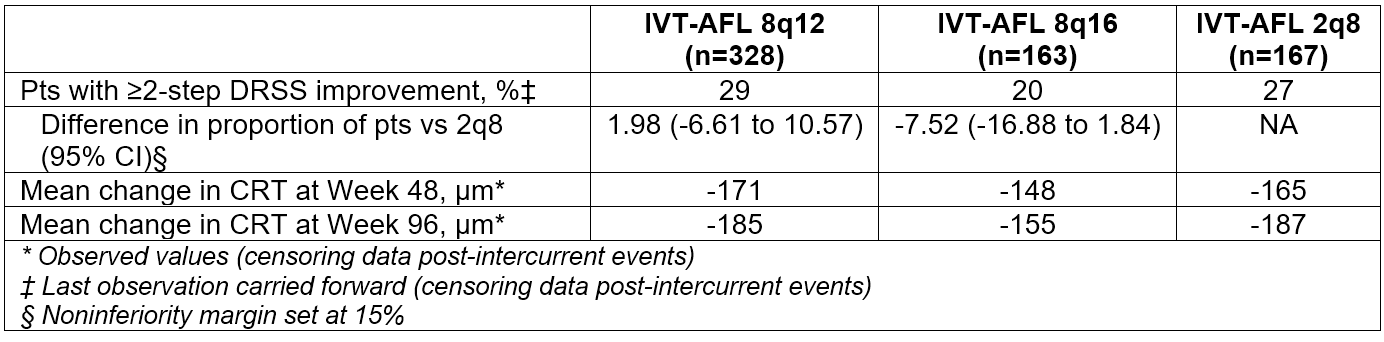 IVT-AFL 8q12 (n=328) IVT-AFL 8q16 (n=163) IVT-AFL 2q8 (n=167)
Pts with ≥2-step DRSS improvement, %‡ 29 20 27
Difference in proportion of pts vs 2q8 (95% CI)§ 1.98 (-6.61 to 10.57) -7.52 (-16.88 to 1.84) NA
Mean change in CRT at Week 48, µm* -171 -148 -165
Mean change in CRT at Week 96, µm* -185 -155 -187
* Observed values (censoring data post-intercurrent events)
‡ Last observation carried forward (censoring data post-intercurrent events)
§ Noninferiority margin set at 15%